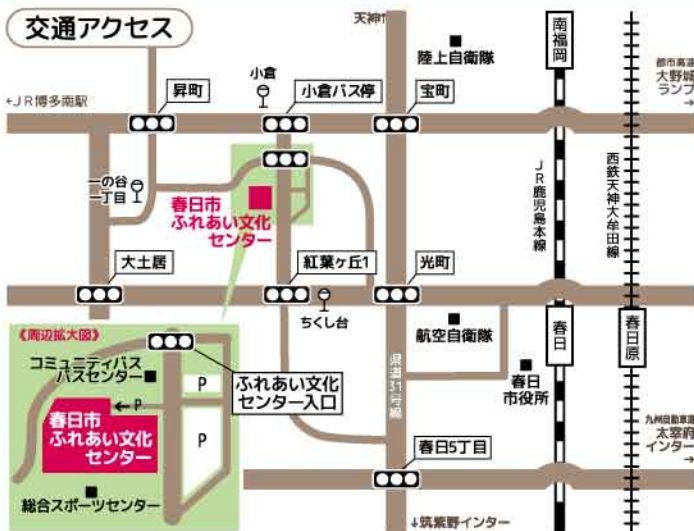 交通アクセス
天神↑
陸上自衛隊
南福岡
都市高速
大野城
ランプ
→
←JR博多南駅
昇町
小倉
小倉バス停
宝町
一の谷
一丁目
春日市
ふれあい文化
センター
JR鹿児島本線
西鉄天神大牟田線
大土居
紅葉ヶ丘1
光町
ちくし台
航空自衛隊
春日
春日原
県道31号線
春日
市役所
《周辺拡大図》
コミュニティバス
バスセンター
P
ふれあい文化
センター入口
←P
P
春日市
ふれあい文化
センター
総合スポーツセンター
春日5丁目
九州自動車道
太宰府
インター
→
↓筑紫野インター